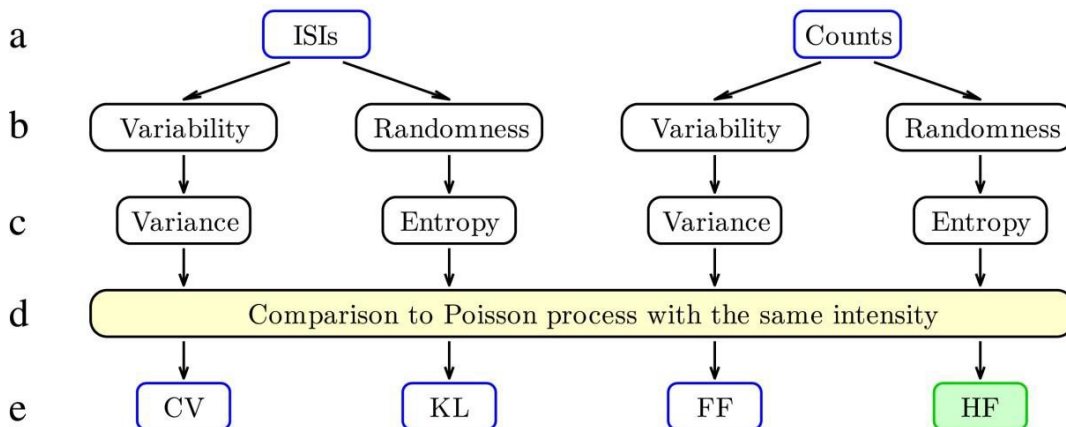 a ISIs Counts
b Variability Randomness Variability Randomness
c Variance Entropy Variance Entropy
d Comparison to Poisson process with the same intensity
e CV KL FF HF